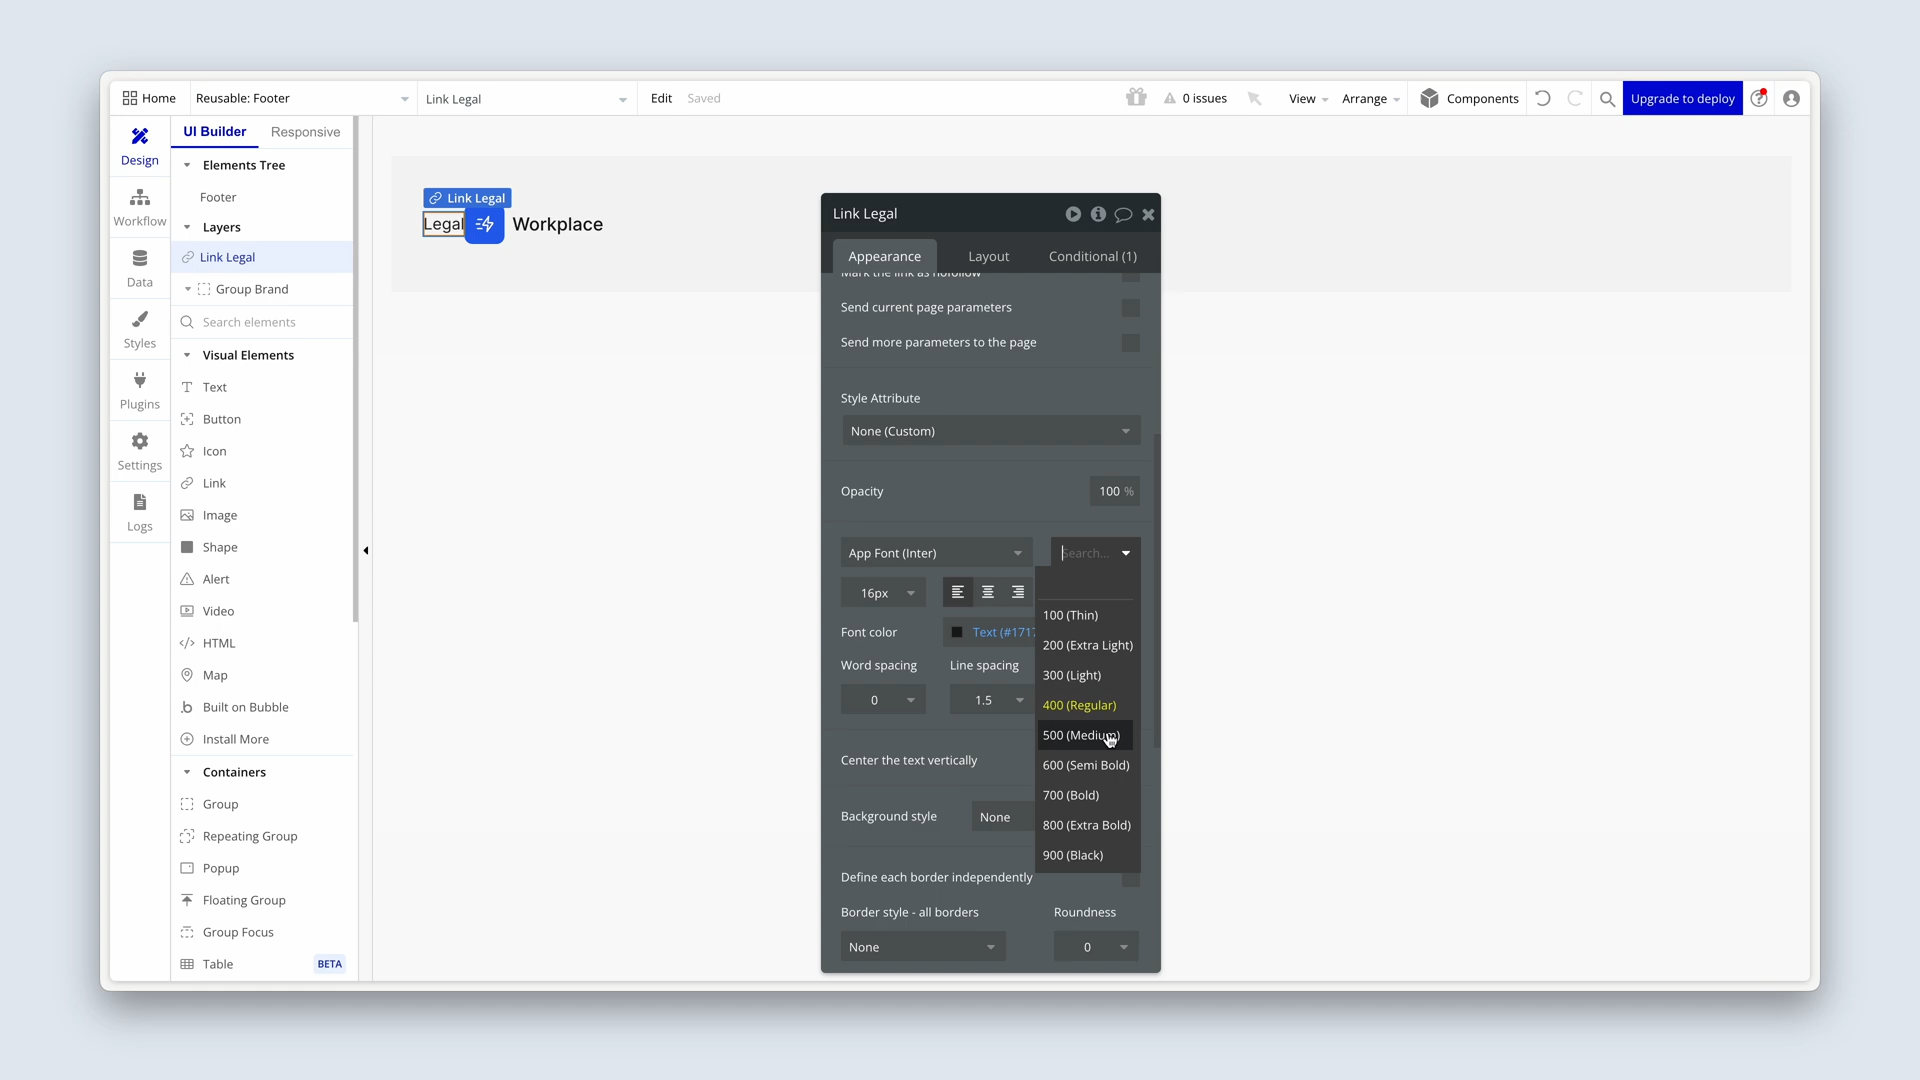 Home
Reusable: Footer
Link Legal
Edit
Saved
0 issues
View
Arrange
Components
Upgrade to deploy
Design
Workflow
Data
Styles
Plugins
Settings
Logs
UI Builder
Responsive
Elements Tree
Footer
Layers
Link Legal
Group Brand
Search elements
Visual Elements
Text
Button
Icon
Link
Image
Shape
Alert
Video
HTML
Map
Built on Bubble
Install More
Containers
Group
Repeating Group
Popup
Floating Group
Group Focus
Table
BETA
Link Legal
Legal
Workplace
Link Legal
Appearance
Layout
Conditional (1)
Mark the link as nofollow
Send current page parameters
Send more parameters to the page
Style Attribute
None (Custom)
Opacity
100 %
App Font (Inter)
Search...
16px
Font color
Text (#1717
Word spacing
Line spacing
0
1.5
100 (Thin)
200 (Extra Light)
300 (Light)
400 (Regular)
500 (Medium)
600 (Semi Bold)
700 (Bold)
800 (Extra Bold)
900 (Black)
Center the text vertically
Background style
None
Define each border independently
Border style - all borders
Roundness
None
0